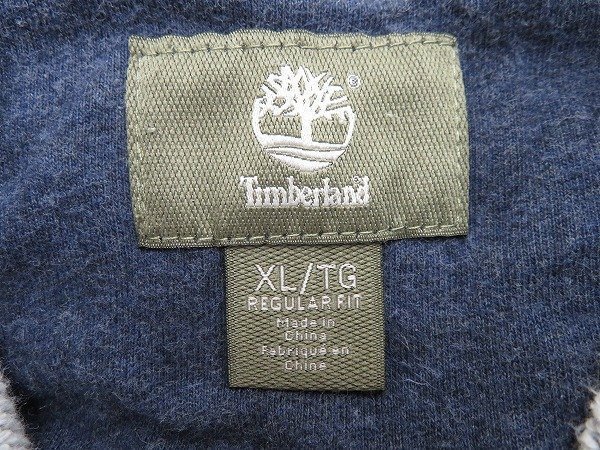 ®
Timberland
XL/TG
REGULAR FIT
Made in
China
Fabriqué en
Chine